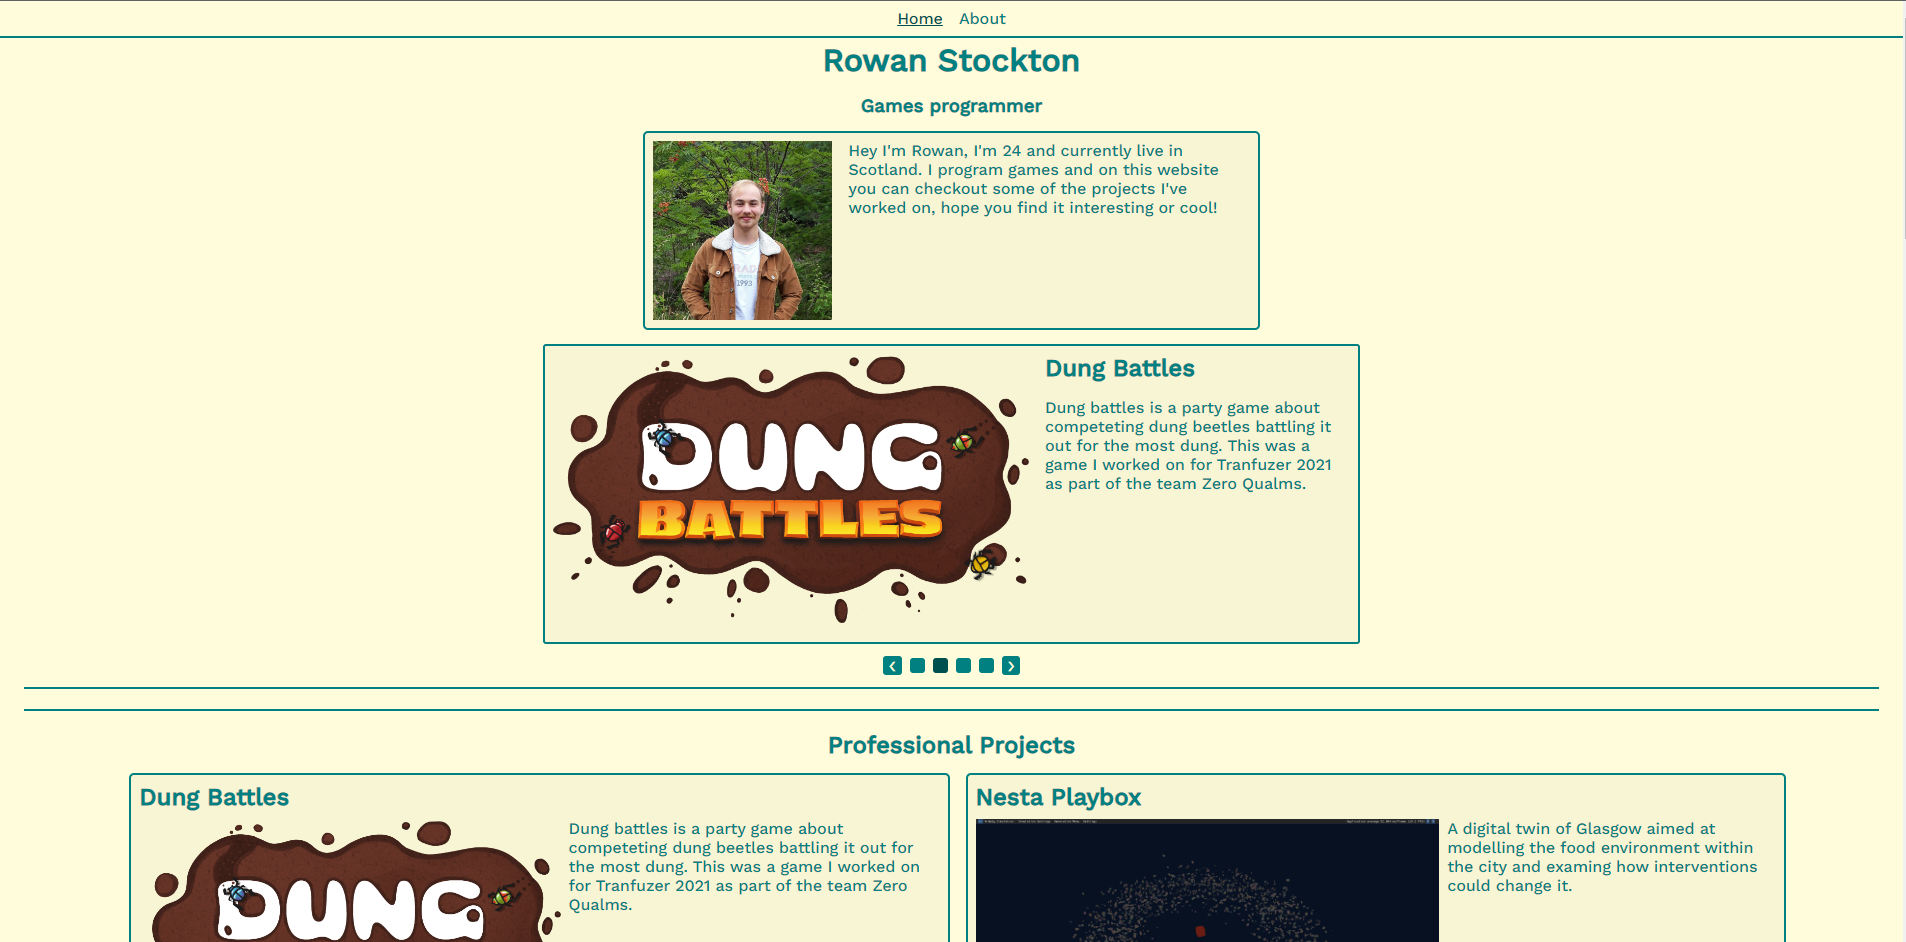 Home About
Rowan Stockton
Games programmer
Hey I'm Rowan, I'm 24 and currently live in
Scotland. I program games and on this website
you can checkout some of the projects I've
worked on, hope you find it interesting or cool!
1993
DUNG
BATTLES
Dung Battles
Dung battles is a party game about
competeting dung beetles battling it
out for the most dung. This was a
game I worked on for Tranfuzer 2021
as part of the team Zero Qualms.
Professional Projects
Dung Battles
DUNG
Dung battles is a party game about
competeting dung beetles battling it out for
the most dung. This was a game I worked on
for Tranfuzer 2021 as part of the team Zero
Qualms.
Nesta Playbox
A digital twin of Glasgow aimed at
modelling the food environment within
the city and examing how interventions
could change it.